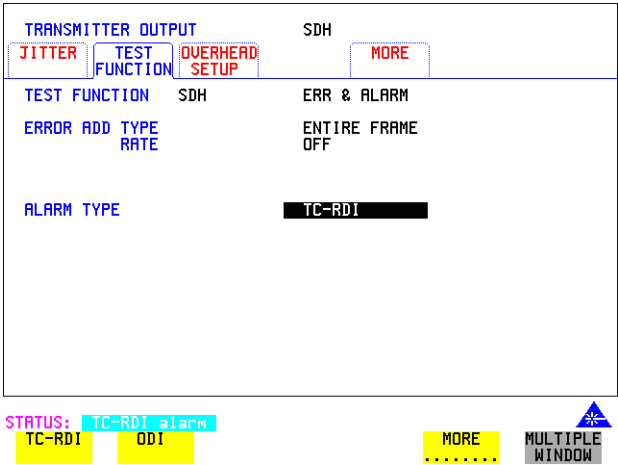 TRANSMITTER OUTPUT SDH
JITTER TEST FUNCTION OVERHEAD SETUP MORE
TEST FUNCTION SDH ERR & ALARM
ERROR ADD TYPE ENTIRE FRAME
RATE OFF
ALARM TYPE TC-RDI
STATUS: TC-RDI alarm
TC-RDI ODI MORE ........ MULTIPLE WINDOW